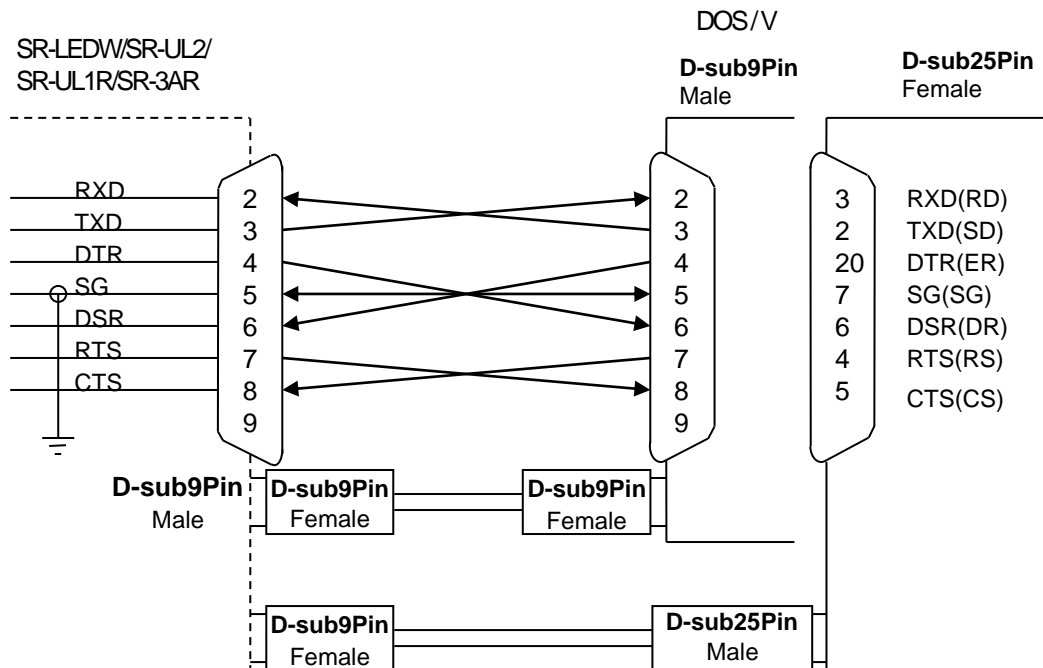 DOS/V
SR-LEDW/SR-UL2/
SR-UL1R/SR-3AR
D-sub9Pin
Male
D-sub25Pin
Female
RXD 2 2 3 RXD(RD)
TXD 3 3 2 TXD(SD)
DTR 4 4 20 DTR(ER)
SG 5 5 7 SG(SG)
DSR 6 6 6 DSR(DR)
RTS 7 7 4 RTS(RS)
CTS 8 8 5 CTS(CS)
9 9
D-sub9Pin
Male
D-sub9Pin
Female
D-sub9Pin
Female
D-sub9Pin
Female
D-sub25Pin
Male